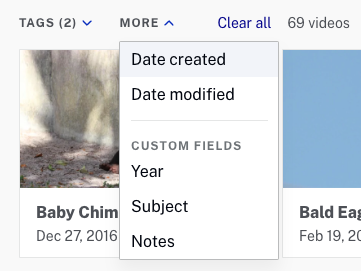 TAGS (2) MORE Clear all 69 videos
Date created
Date modified
CUSTOM FIELDS
Year
Subject
Notes
Baby Chim
Dec 27, 2016
Bald Eag
Feb 19, 20